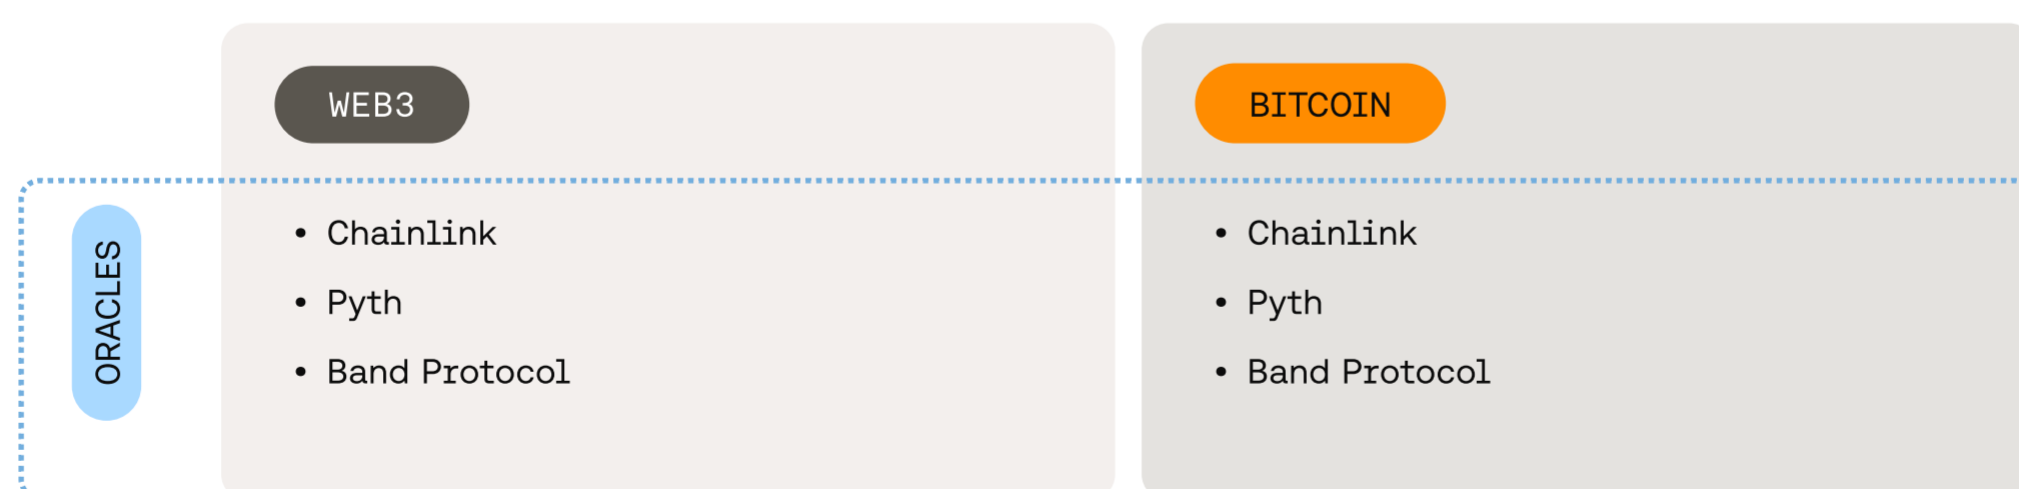 WEB3
BITCOIN
ORACLES
• Chainlink
• Pyth
• Band Protocol
• Chainlink
• Pyth
• Band Protocol